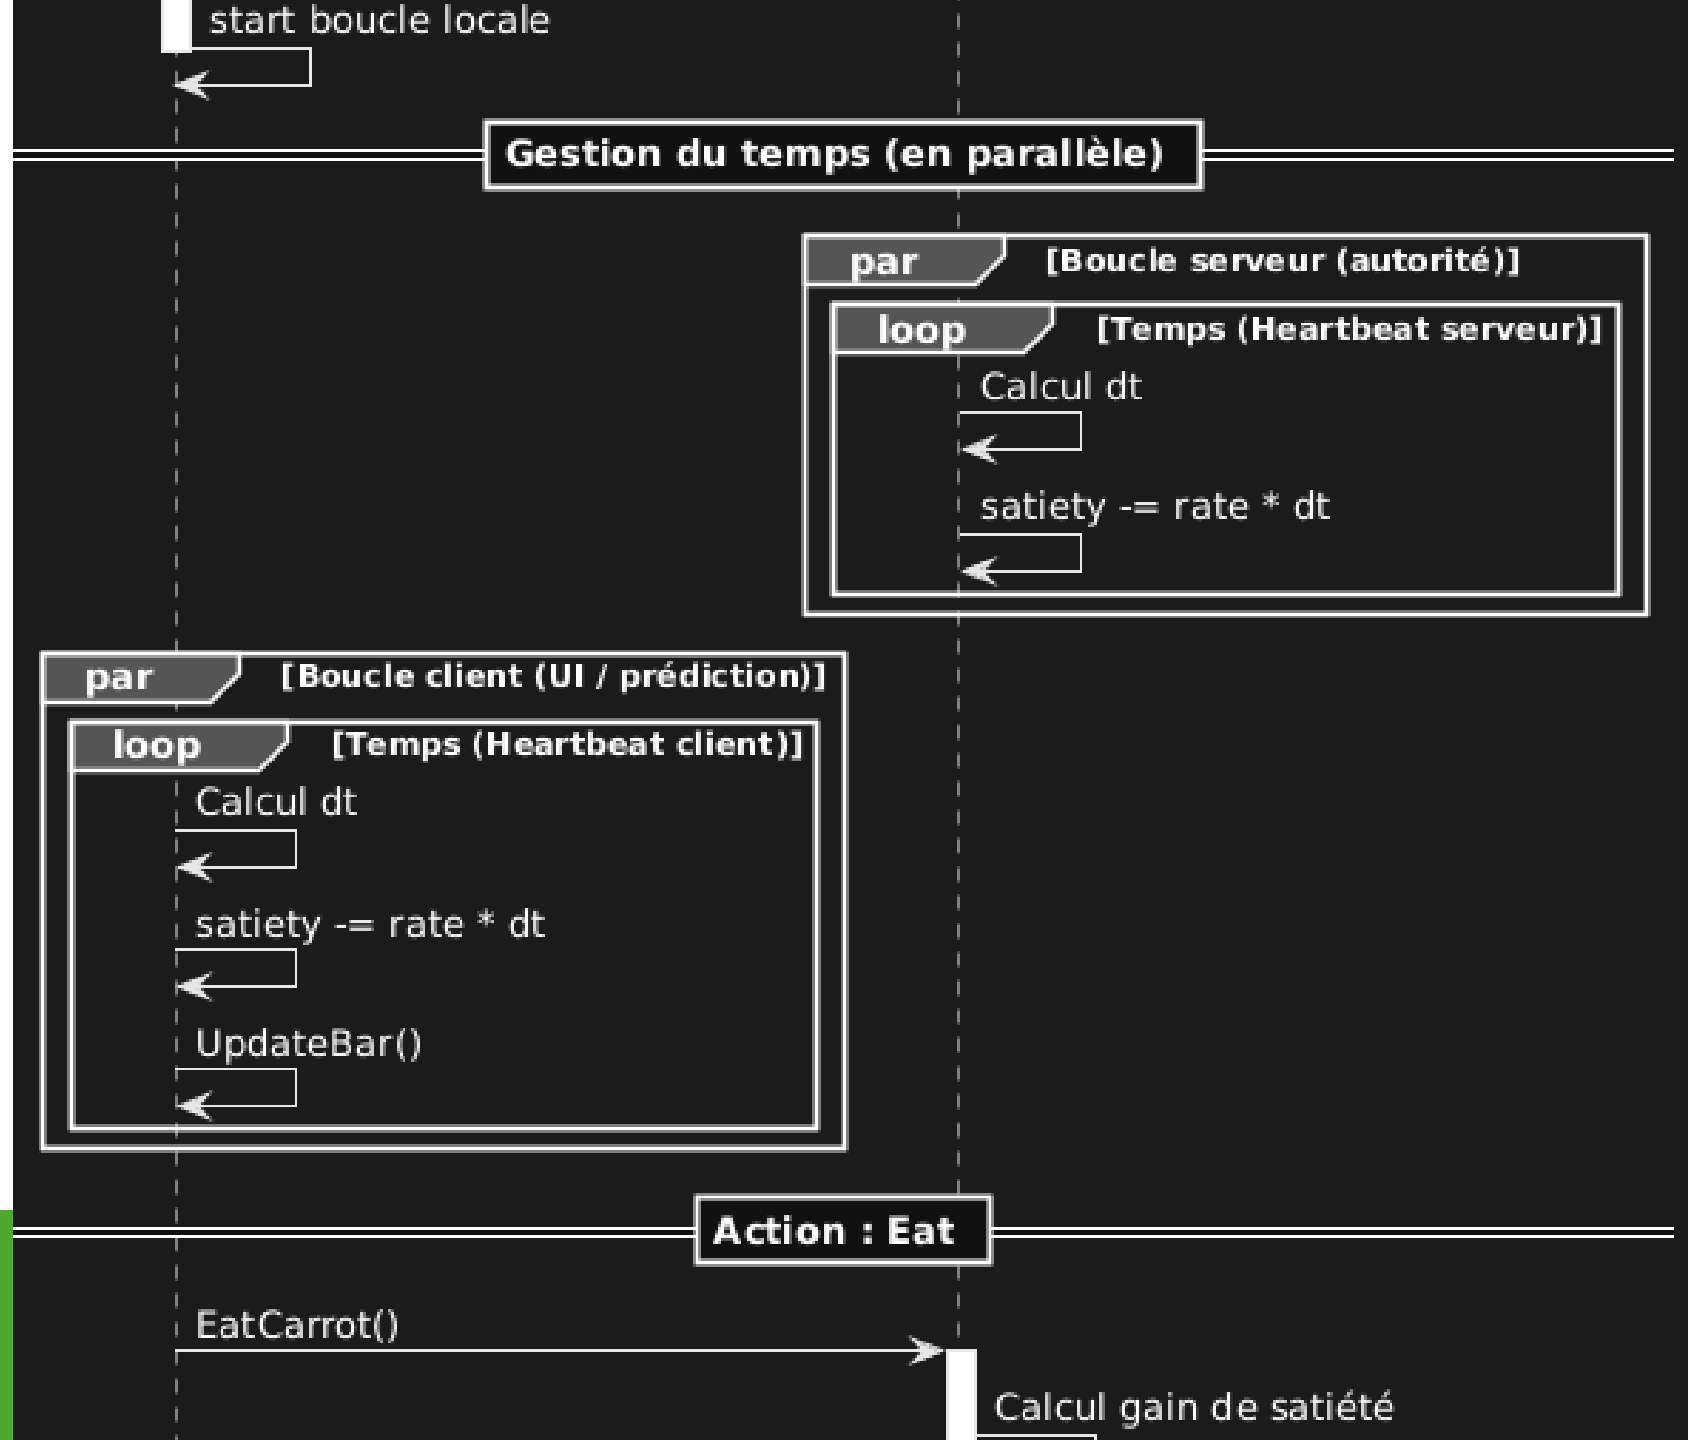 start boucle locale
Gestion du temps (en parallèle)
par [Boucle serveur (autorité)]
loop [Temps (Heartbeat serveur)]
Calcul dt
satiety -= rate * dt
par [Boucle client (UI / prédiction)]
loop [Temps (Heartbeat client)]
Calcul dt
satiety -= rate * dt
UpdateBar()
Action : Eat
EatCarrot()
Calcul gain de satiété